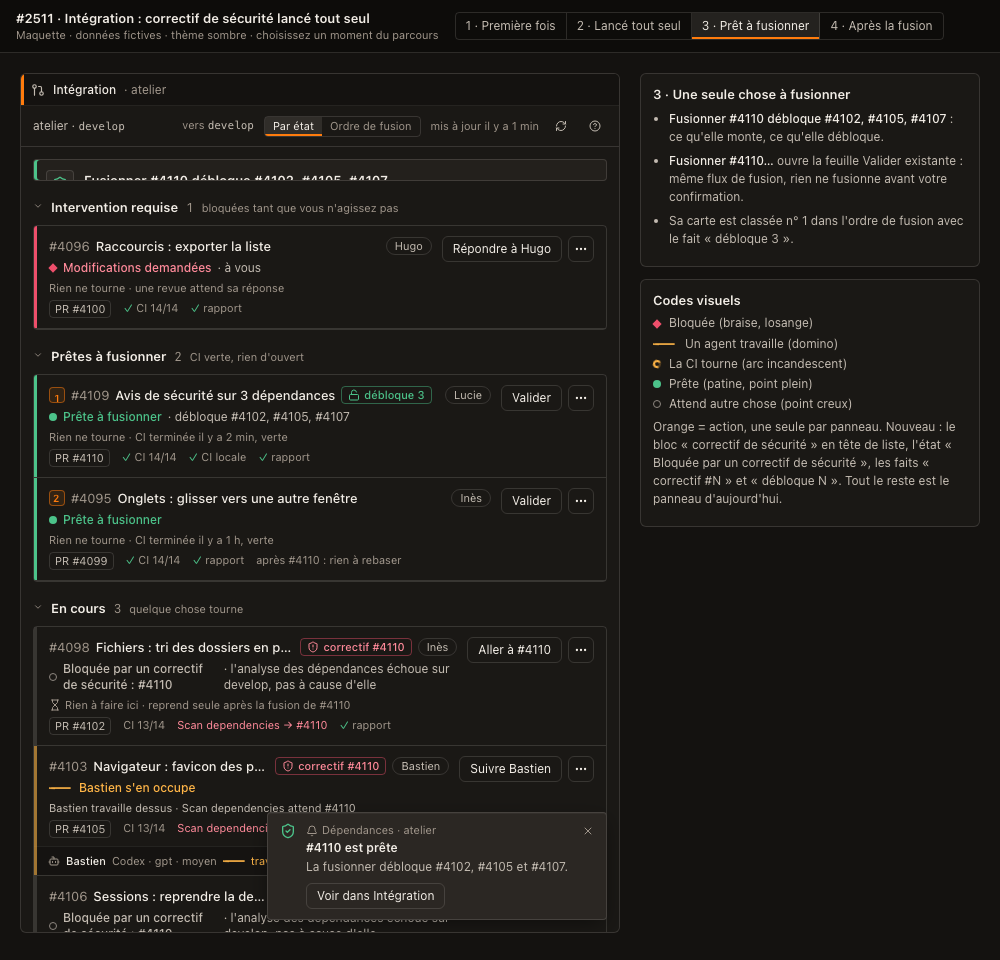 #2511 · Intégration : correctif de sécurité lancé tout seul
Maquette · données fictives · thème sombre · choisissez un moment du parcours
1 · Première fois
2 · Lancé tout seul
3 · Prêt à fusionner
4 · Après la fusion
Intégration · atelier
atelier · develop
vers develop
Par état
Ordre de fusion
mis à jour il y a 1 min
Fusionner #4110 débloque #4102, #4105, #4107
Intervention requise 1 bloquées tant que vous n'agissez pas
#4096 Raccourcis : exporter la liste
Hugo
Répondre à Hugo
Modifications demandées · à vous
Rien ne tourne · une revue attend sa réponse
PR #4100 CI 14/14 rapport
Prêtes à fusionner 2 CI verte, rien d'ouvert
1 #4109 Avis de sécurité sur 3 dépendances débloque 3 Lucie
Valider
Prête à fusionner · débloque #4102, #4105, #4107
Rien ne tourne · CI terminée il y a 2 min, verte
PR #4110 CI 14/14 CI locale rapport
2 #4095 Onglets : glisser vers une autre fenêtre
Inès
Valider
Prête à fusionner
Rien ne tourne · CI terminée il y a 1 h, verte
PR #4099 CI 14/14 rapport après #4110 : rien à rebaser
En cours 3 quelque chose tourne
#4098 Fichiers : tri des dossiers en p... correctif #4110 Inès
Aller à #4110
Bloquée par un correctif
de sécurité : #4110
· l'analyse des dépendances échoue sur
develop, pas à cause d'elle
Rien à faire ici · reprend seule après la fusion de #4110
PR #4102 CI 13/14 Scan dependencies → #4110 rapport
#4103 Navigateur : favicon des p... correctif #4110 Bastien
Suivre Bastien
Bastien s'en occupe
Bastien travaille dessus · Scan dependencies attend #4110
PR #4105 CI 13/14 Scan
Bastien Codex · gpt · moyen
#4106 Sessions : reprendre la de...
Bloquée par un correctif
de sécurité : #4110
Dépendances · atelier
#4110 est prête
La fusionner débloque #4102, #4105 et #4107.
Voir dans Intégration
3 · Une seule chose à fusionner
Fusionner #4110 débloque #4102, #4105, #4107 :
ce qu'elle monte, ce qu'elle débloque.
Fusionner #4110... ouvre la feuille Valider existante :
même flux de fusion, rien ne fusionne avant votre
confirmation.
Sa carte est classée n° 1 dans l'ordre de fusion avec
le fait « débloque 3 ».
Codes visuels
Bloquée (braise, losange)
Un agent travaille (domino)
La CI tourne (arc incandescent)
Prête (patine, point plein)
Attend autre chose (point creux)
Orange = action, une seule par panneau. Nouveau : le
bloc « correctif de sécurité » en tête de liste, l'état «
Bloquée par un correctif de sécurité », les faits «
correctif #N » et « débloque N ». Tout le reste est le
panneau d'aujourd'hui.